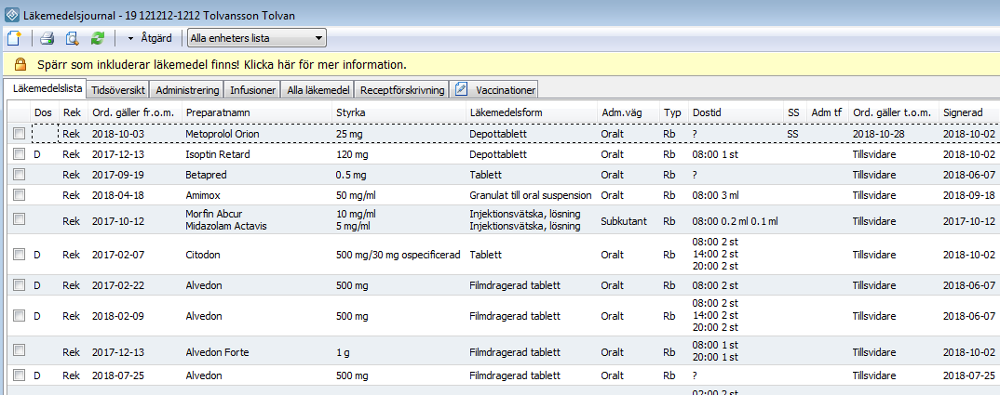 Läkemedelsjournal - 19 121212-1212 Tolvansson Tolvan
Åtgärd Alla enheters lista
Spärr som inkluderar läkemedel finns! Klicka här för mer information.
Läkemedelslista Tidsöversikt Administrering Infusioner Alla läkemedel Receptförskrivning Vaccinationer
Dos Rek Ord. gäller fr.o.m. Preparatnamn Styrka Läkemedelsform Adm.väg Typ Dostid SS Adm tf Ord. gäller t.o.m. Signerad
Rek 2018-10-03 Metoprolol Orion 25 mg Depottablett Oralt Rb ? SS 2018-10-28 2018-10-02
D Rek 2017-12-13 Isoptin Retard 120 mg Depottablett Oralt Rb 08:00 1 st Tillsvidare 2018-10-02
Rek 2017-09-19 Betapred 0.5 mg Tablett Oralt Rb ? Tillsvidare 2018-06-07
Rek 2018-04-18 Amimox 50 mg/ml Granulat till oral suspension Oralt Rb 08:00 3 ml Tillsvidare 2018-09-18
Rek 2017-10-12 Morfin Abcur 10 mg/ml Injektionsvätska, lösning Subkutant Rb 08:00 0.2 ml 0.1 ml Tillsvidare 2017-10-12
Midazolam Actavis 5 mg/ml Injektionsvätska, lösning
08:00 2 st
D Rek 2017-02-07 Citodon 500 mg/30 mg ospecificerad Tablett Oralt Rb 14:00 2 st Tillsvidare 2018-10-02
20:00 2 st
D Rek 2017-02-22 Alvedon 500 mg Filmdragerad tablett Oralt Rb 08:00 2 st Tillsvidare 2018-06-07
08:00 2 st
D Rek 2018-02-09 Alvedon 500 mg Filmdragerad tablett Oralt Rb 14:00 2 st Tillsvidare 2018-06-07
20:00 2 st
Rek 2017-12-13 Alvedon Forte 1 g Filmdragerad tablett Oralt Rb 08:00 1 st Tillsvidare 2018-10-02
20:00 1 st
D Rek 2018-07-25 Alvedon 500 mg Filmdragerad tablett Oralt Rb ? Tillsvidare 2018-07-25
02:00 2 st